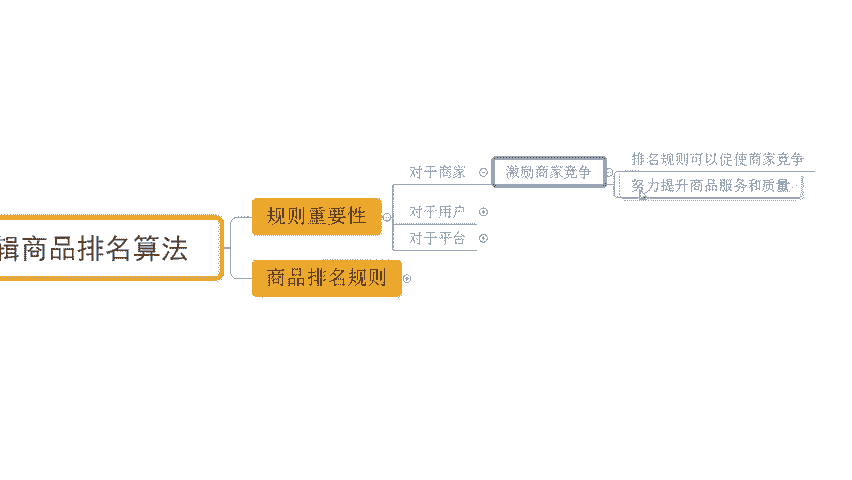 辑商品排名算法
规则重要性
对于商家
激励商家竞争
排名规则可以促使商家竞争
努力提升商品服务和质量
对于用户
对于平台
商品排名规则